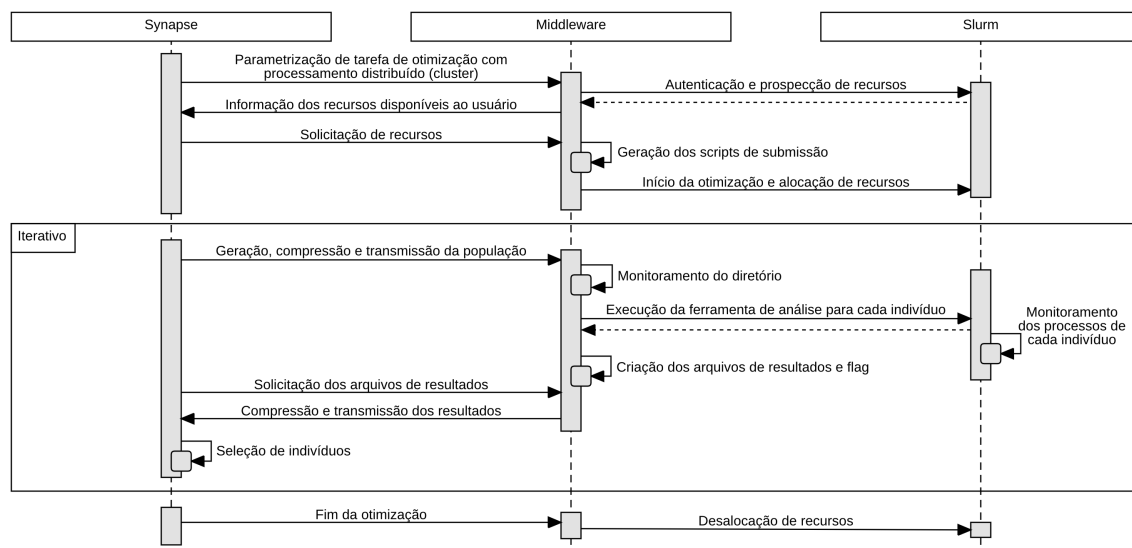 Synapse
Middleware
Slurm
Parametrização de tarefa de otimização com
processamento distribuído (cluster)
Autenticação e prospecção de recursos
Informação dos recursos disponíveis ao usuário
Solicitação de recursos
Geração dos scripts de submissão
Início da otimização e alocação de recursos
Iterativo
Geração, compressão e transmissão da população
Monitoramento do diretório
Execução da ferramenta de análise para cada indivíduo
Monitoramento
dos processos de
cada indivíduo
Criação dos arquivos de resultados e flag
Solicitação dos arquivos de resultados
Compressão e transmissão dos resultados
Seleção de indivíduos
Fim da otimização
Desalocação de recursos